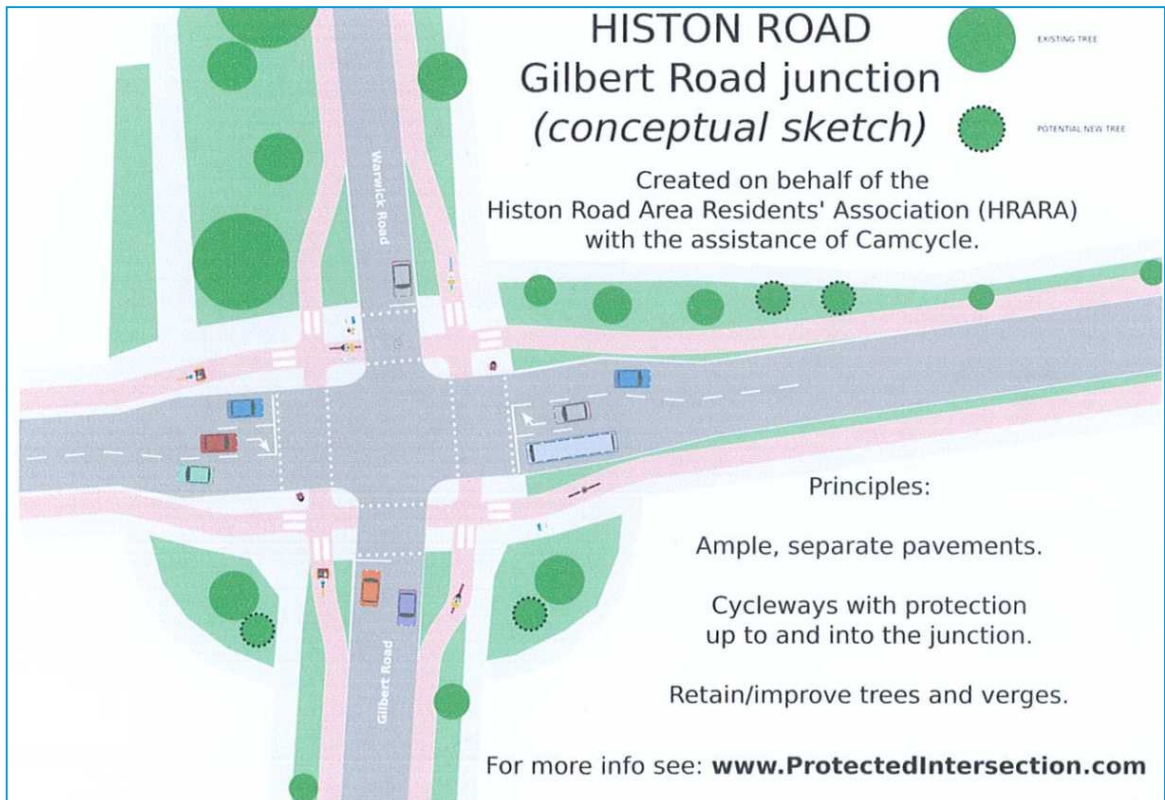 HISTON ROAD
Gilbert Road junction
(conceptual sketch)
EXISTING TREE
POTENTIAL NEW TREE
Created on behalf of the
Histon Road Area Residents' Association (HRARA)
with the assistance of Camcycle.
Warwick Road
Principles:
Ample, separate pavements.
Cycleways with protection
up to and into the junction.
Retain/improve trees and verges.
Gilbert Road
For more info see: www.ProtectedIntersection.com